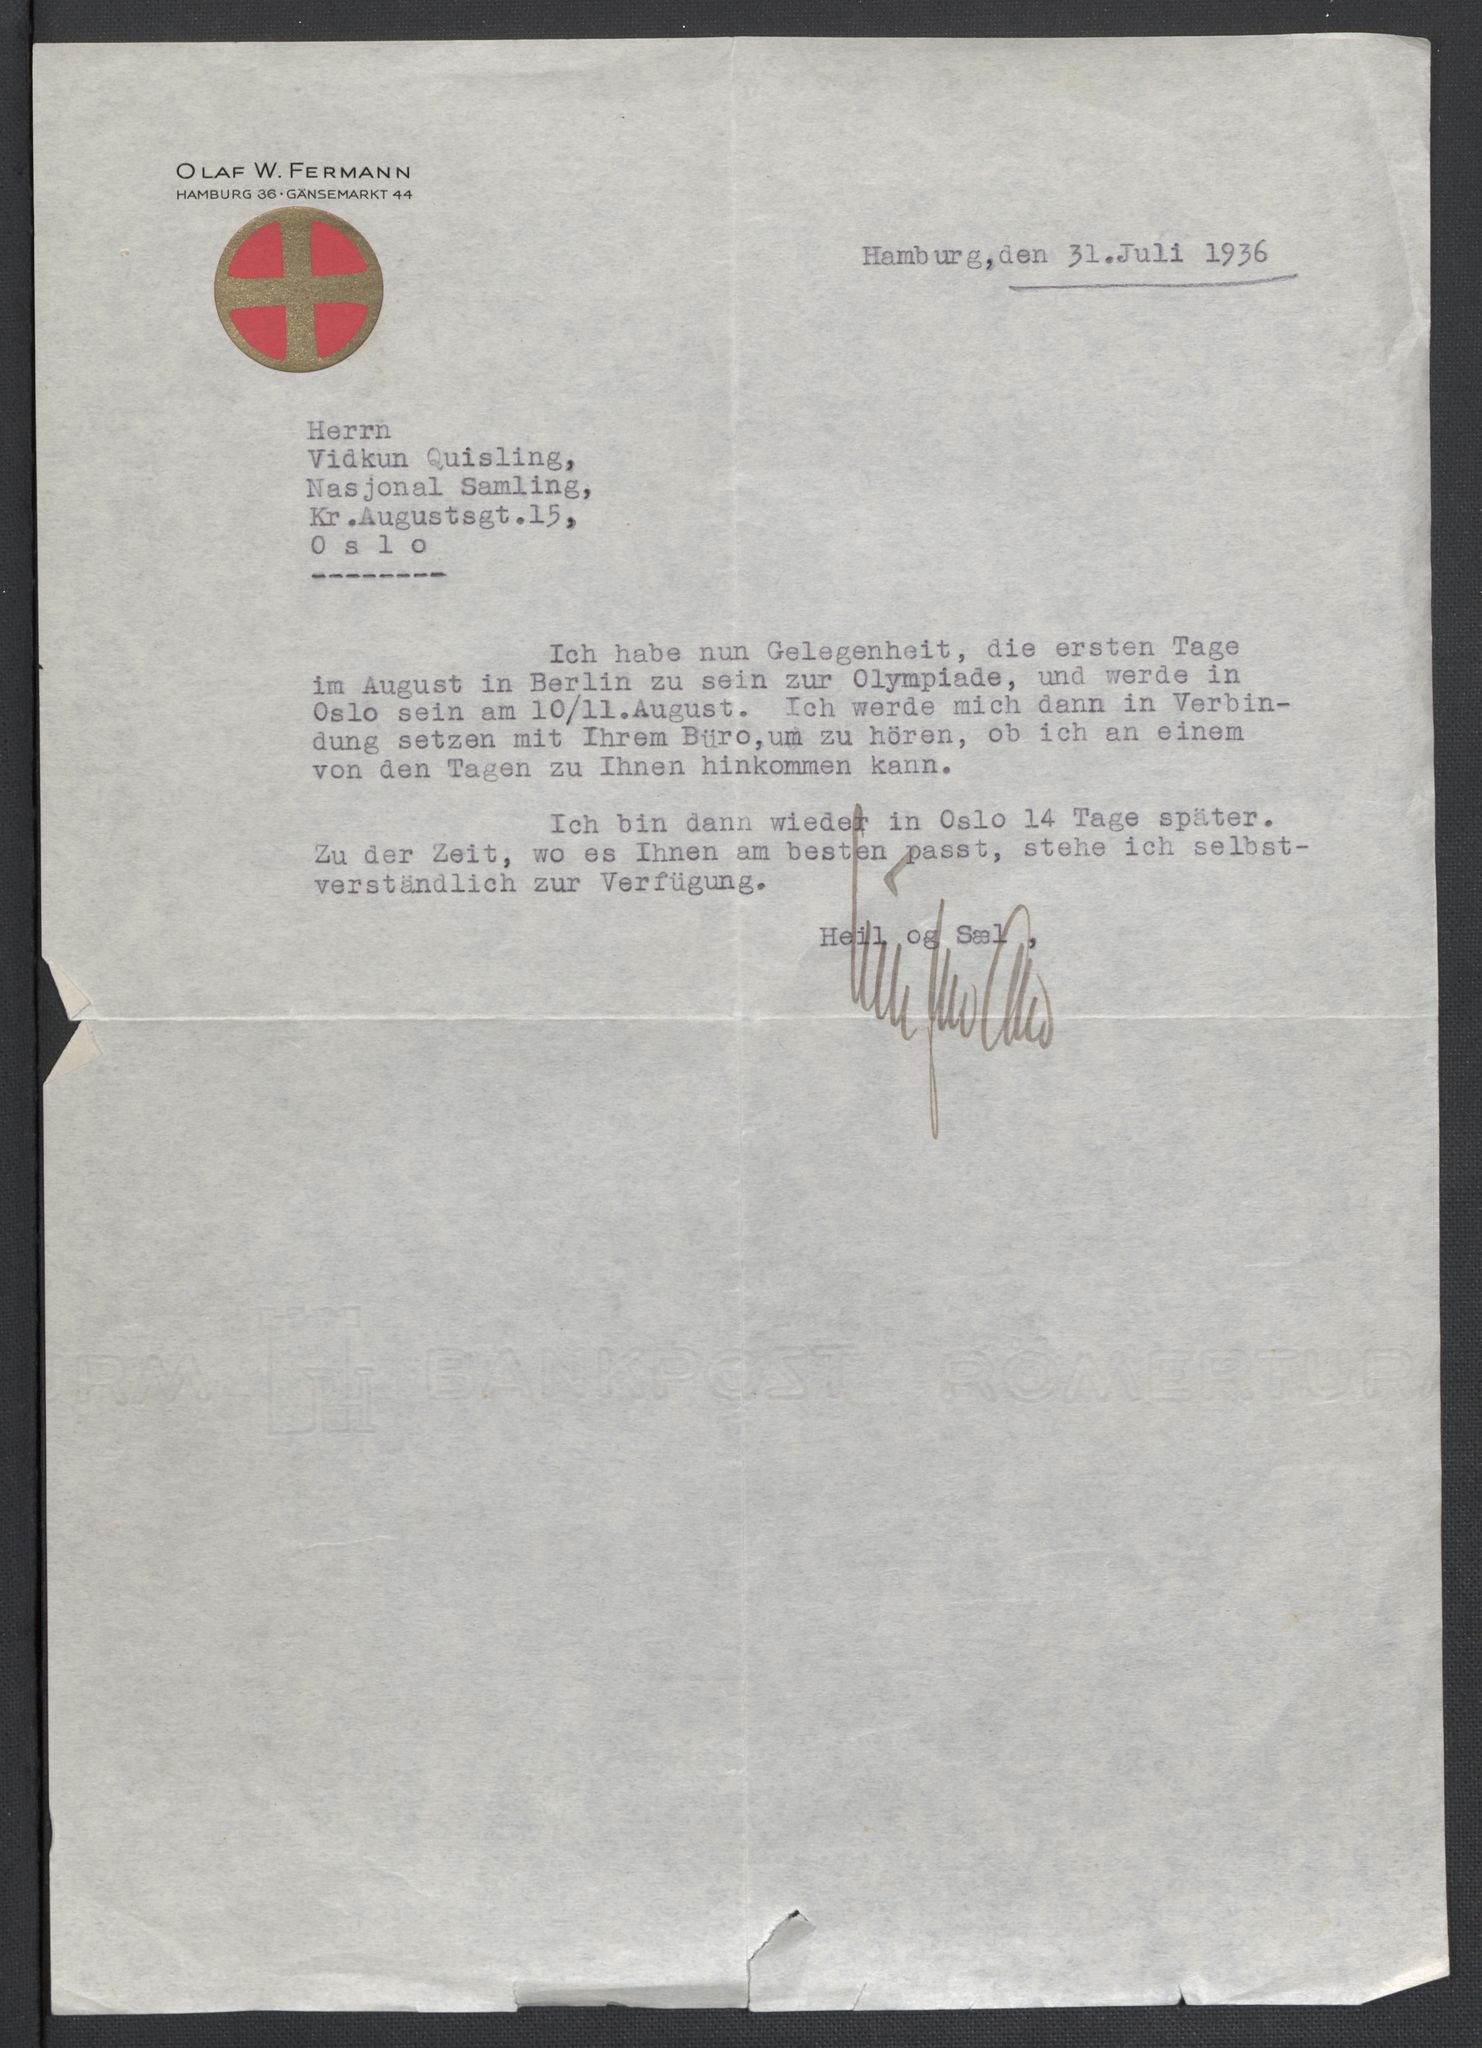 OLAF W. FERMANN
HAMBURG 36 · GÄNSEMARKT 44
Hamburg,den 31.Juli 1936
Herrn
Vidkun Quisling,
Nasjonal Samling,
Kr.Augustsgt.15,
O s l o
--------
Ich habe nun Gelegenheit, die ersten Tage
im August in Berlin zu sein zur Olympiade, und werde in
Oslo sein am 10/11.August. Ich werde mich dann in Verbin-
dung setzen mit Ihrem Büro,um zu hören, ob ich an einem
von den Tagen zu Ihnen hinkommen kann.
Ich bin dann wieder in Oslo 14 Tage später.
Zu der Zeit, wo es Ihnen am besten passt, stehe ich selbst-
verständlich zur Verfügung.
Heil og Sæl ,
RM BANKPOST RÖMERTURM